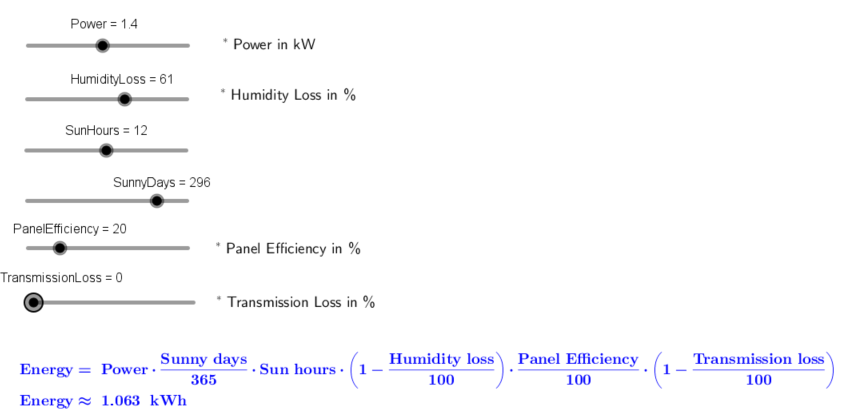 Power = 1.4
* Power in kW
HumidityLoss = 61
* Humidity Loss in %
SunHours = 12
SunnyDays = 296
PanelEfficiency = 20
* Panel Efficiency in %
TransmissionLoss = 0
* Transmission Loss in %
Energy = Power · Sunny days / 365 · Sun hours · (1 − Humidity loss / 100) · Panel Efficiency / 100 · (1 − Transmission loss / 100)
Energy ≈ 1.063 kWh